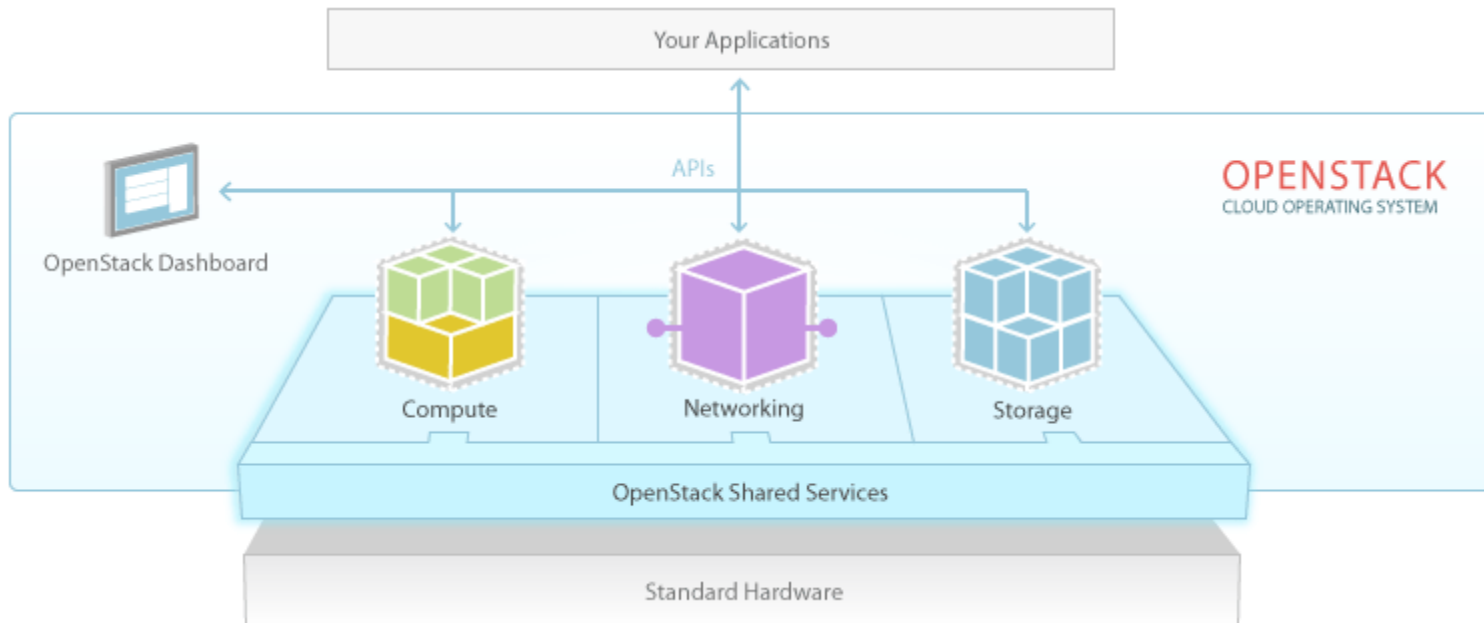 Your Applications
APIs
OPENSTACK
CLOUD OPERATING SYSTEM
OpenStack Dashboard
Compute
Networking
Storage
OpenStack Shared Services
Standard Hardware